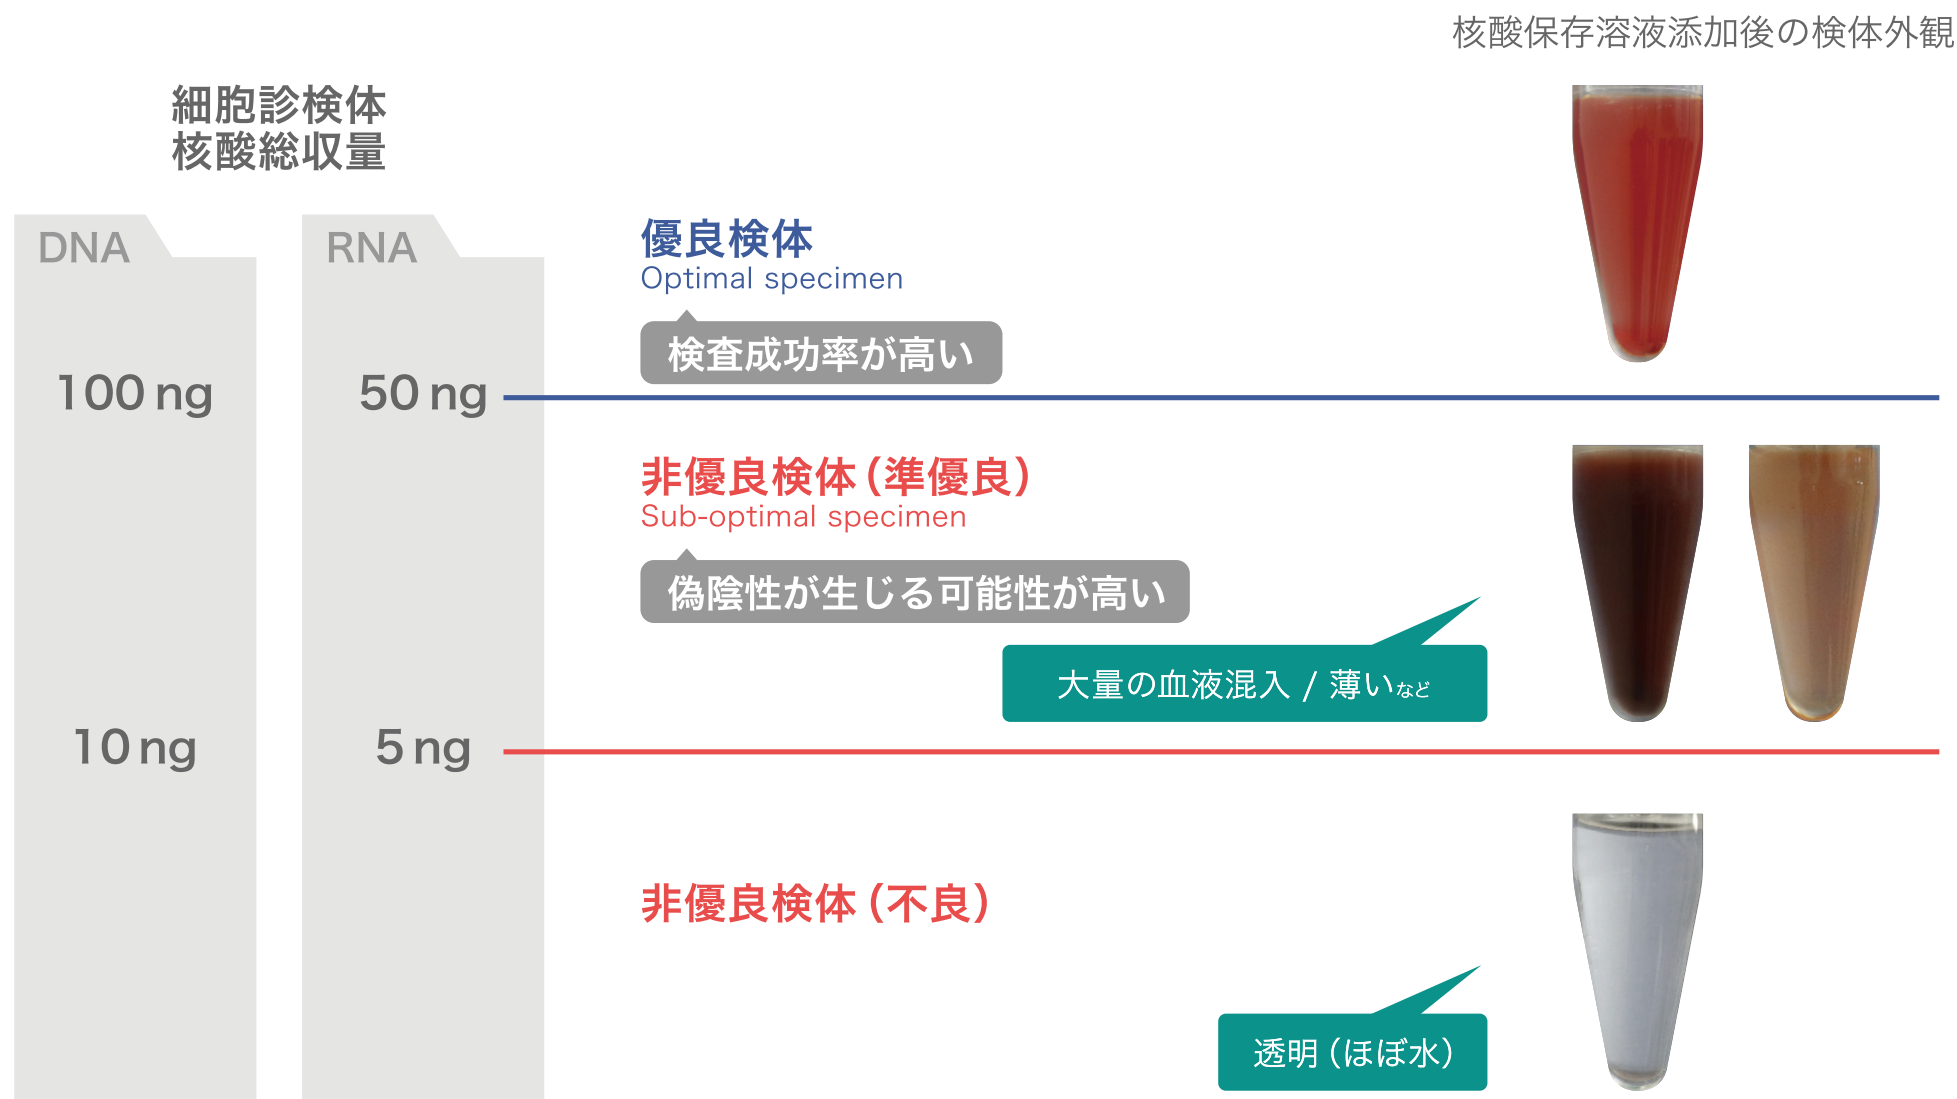 核酸保存溶液添加後の検体外観
細胞診検体
核酸総収量
DNA
RNA
優良検体
Optimal specimen
検査成功率が高い
100 ng
50 ng
非優良検体（準優良）
Sub-optimal specimen
偽陰性が生じる可能性が高い
大量の血液混入 / 薄いなど
10 ng
5 ng
非優良検体（不良）
透明（ほぼ水）